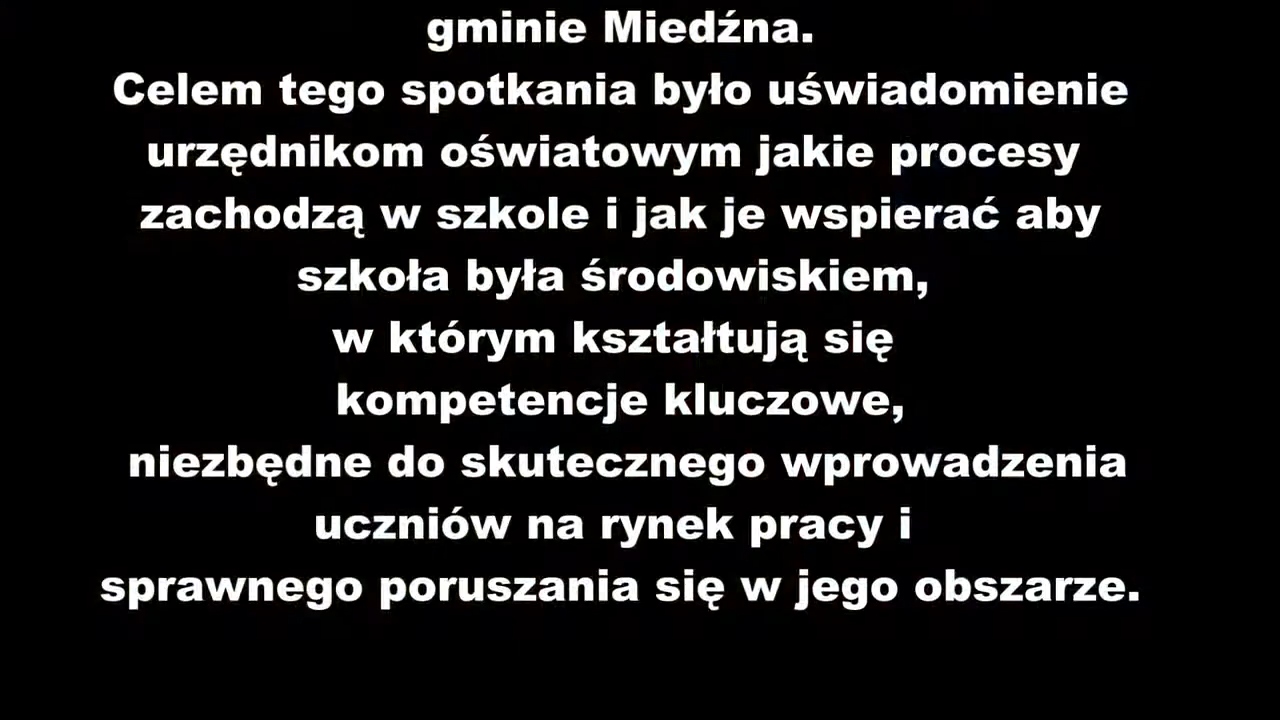 gminie Miedźna.
Celem tego spotkania było uświadomienie
urzędnikom oświatowym jakie procesy
zachodzą w szkole i jak je wspierać aby
szkoła była środowiskiem,
w którym kształtują się
kompetencje kluczowe,
niezbędne do skutecznego wprowadzenia
uczniów na rynek pracy i
sprawnego poruszania się w jego obszarze.